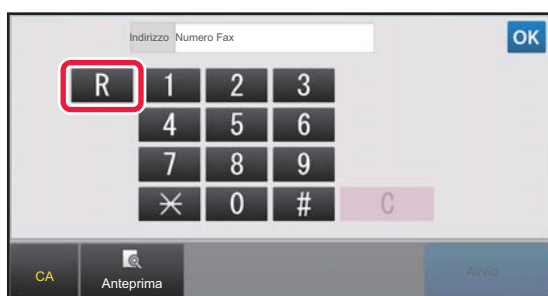 Indirizzo Numero Fax OK
R 1 2 3
4 5 6
7 8 9
* 0 # C
CA Anteprima Avvio